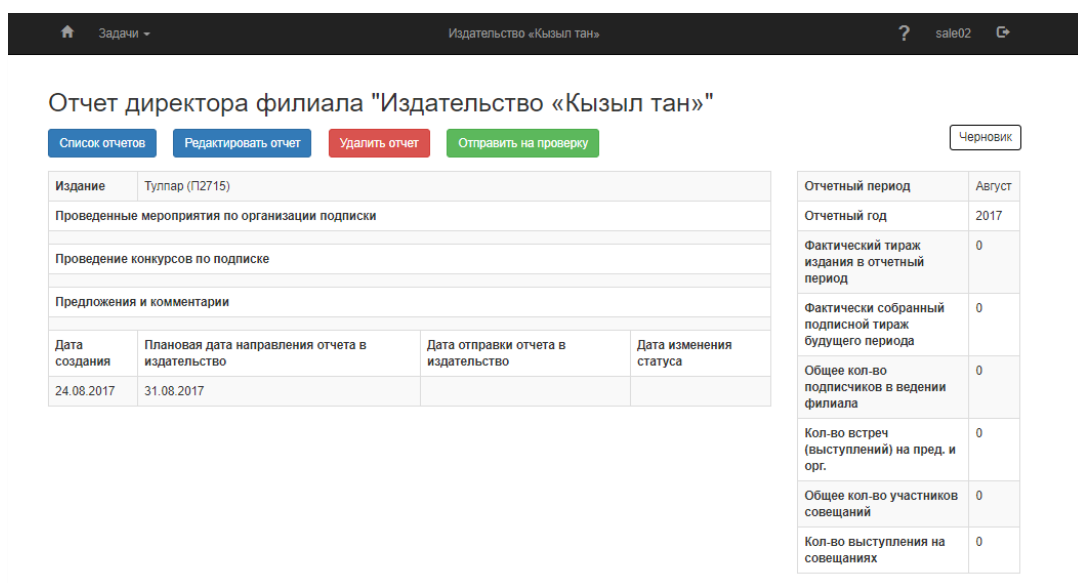 Задачи
Издательство «Кызыл тан»
? sale02
Отчет директора филиала "Издательство «Кызыл тан»"
Список отчетов
Редактировать отчет
Удалить отчет
Отправить на проверку
Черновик
Издание Тулпар (П2715)
Проведенные мероприятия по организации подписки
Проведение конкурсов по подписке
Предложения и комментарии
Дата
создания
Плановая дата направления отчета в
издательство
Дата отправки отчета в
издательство
Дата изменения
статуса
24.08.2017 31.08.2017
Отчетный период Август
Отчетный год 2017
Фактический тираж 0
издания в отчетный
период
Фактически собранный 0
подписной тираж
будущего периода
Общее кол-во 0
подписчиков в ведении
филиала
Кол-во встреч 0
(выступлений) на пред. и
орг.
Общее кол-во участников 0
совещаний
Кол-во выступления на 0
совещаниях